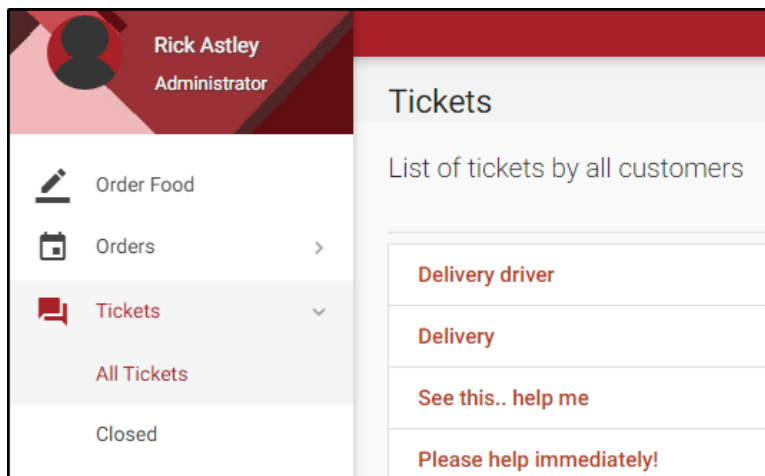 Rick Astley
Administrator
Order Food
Orders
Tickets
All Tickets
Closed
Tickets
List of tickets by all customers
Delivery driver
Delivery
See this.. help me
Please help immediately!